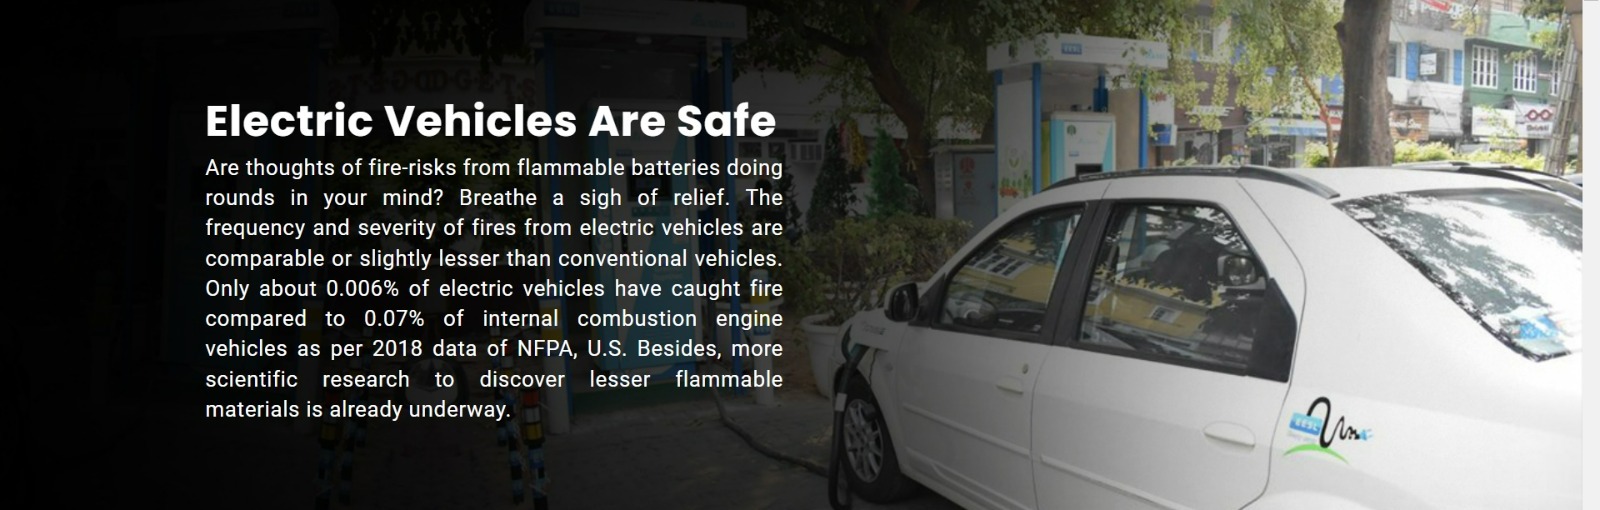 Electric Vehicles Are Safe
Are thoughts of fire-risks from flammable batteries doing
rounds in your mind? Breathe a sigh of relief. The
frequency and severity of fires from electric vehicles are
comparable or slightly lesser than conventional vehicles.
Only about 0.006% of electric vehicles have caught fire
compared to 0.07% of internal combustion engine
vehicles as per 2018 data of NFPA, U.S. Besides, more
scientific research to discover lesser flammable
materials is already underway.
EESL
EESL